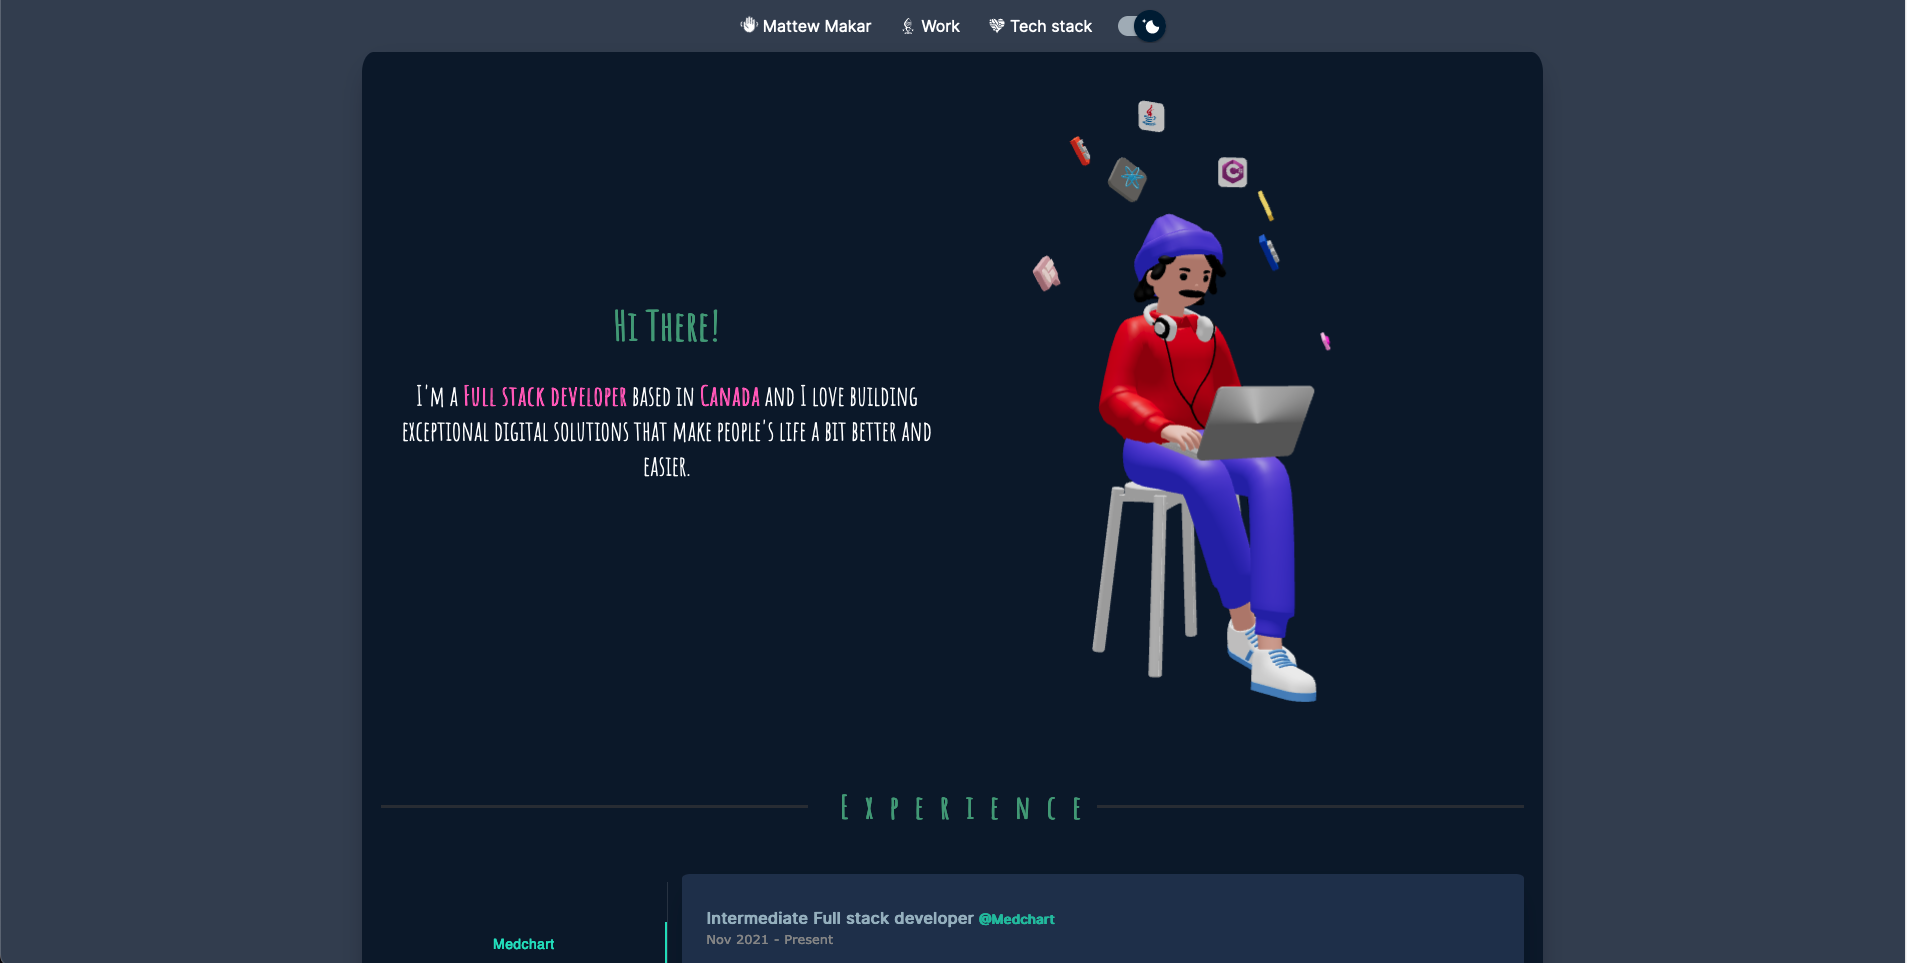 Mattew Makar Work Tech stack
Hi There!
I'm a Full stack developer based in Canada and I love building
exceptional digital solutions that make people's life a bit better and
easier.
Experience
Intermediate Full stack developer @Medchart
Nov 2021 - Present
Medchart